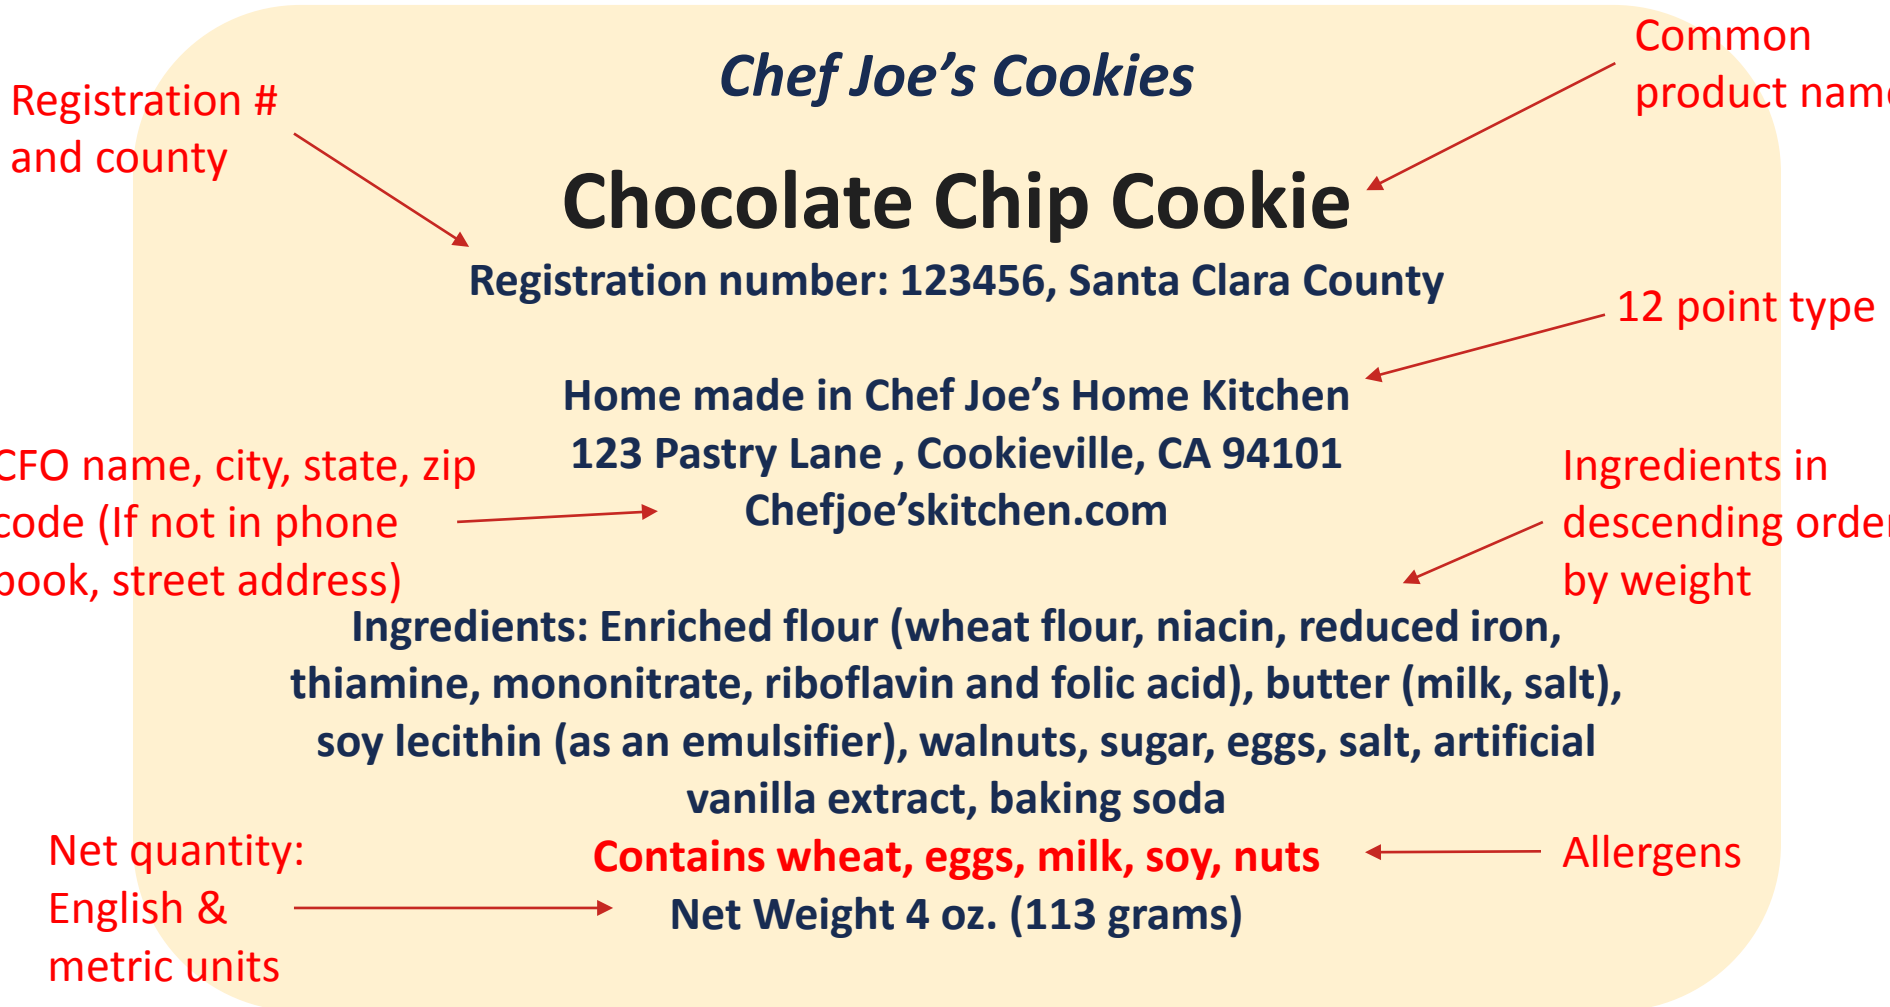 Chef Joe's Cookies
Common
product name
Registration #
and county
Chocolate Chip Cookie
Registration number: 123456, Santa Clara County
12 point type
Home made in Chef Joe's Home Kitchen
123 Pastry Lane , Cookieville, CA 94101
Chefjoe'skitchen.com
CFO name, city, state, zip
code (If not in phone
book, street address)
Ingredients in
descending order
by weight
Ingredients: Enriched flour (wheat flour, niacin, reduced iron,
thiamine, mononitrate, riboflavin and folic acid), butter (milk, salt),
soy lecithin (as an emulsifier), walnuts, sugar, eggs, salt, artificial
vanilla extract, baking soda
Contains wheat, eggs, milk, soy, nuts
Allergens
Net Weight 4 oz. (113 grams)
Net quantity:
English &
metric units